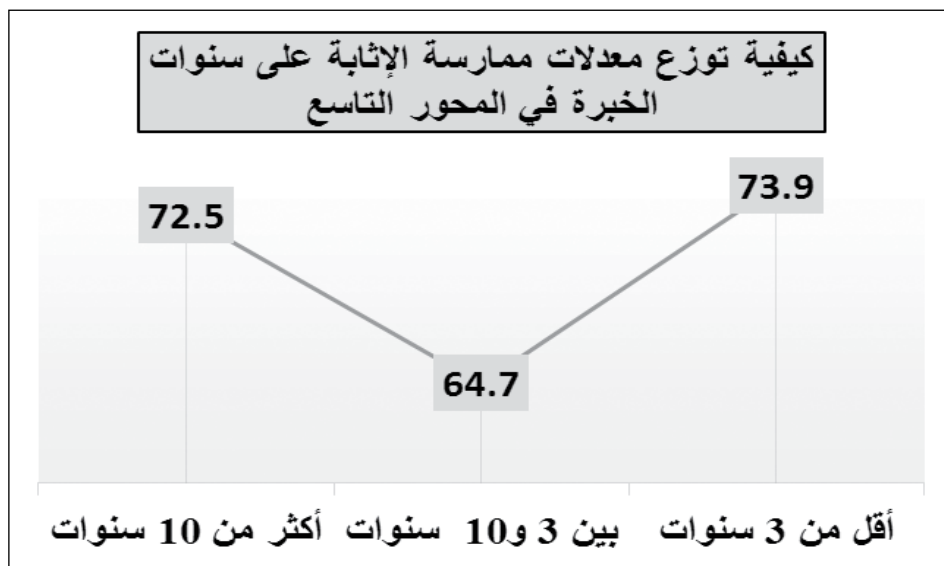 كيفية توزع معدلات ممارسة الإثابة على سنوات
الخبرة في المحور التاسع
73.9
72.5
64.7
أقل من 3 سنوات
بين 3 و10 سنوات
أكثر من 10 سنوات